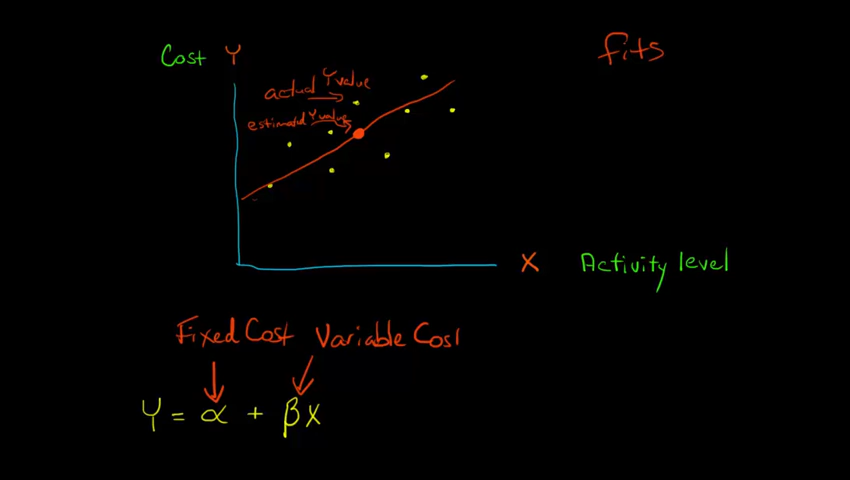 Cost Y
fits
actual Y value
estimated Y value
X Activity level
Fixed Cost Variable Cost
Y = α + βX